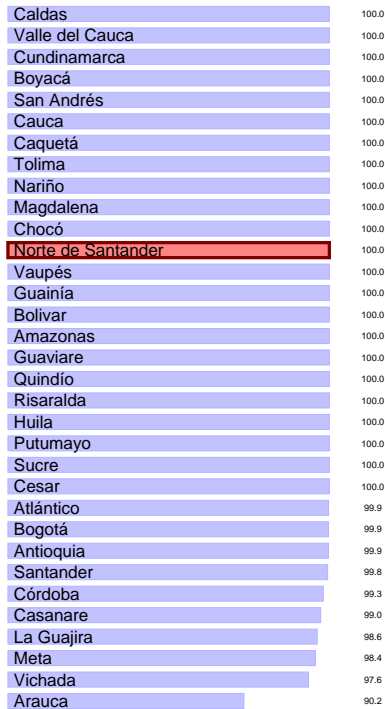 Caldas 100.0
Valle del Cauca 100.0
Cundinamarca 100.0
Boyacá 100.0
San Andrés 100.0
Cauca 100.0
Caquetá 100.0
Tolima 100.0
Nariño 100.0
Magdalena 100.0
Chocó 100.0
Norte de Santander 100.0
Vaupés 100.0
Guainía 100.0
Bolivar 100.0
Amazonas 100.0
Guaviare 100.0
Quindío 100.0
Risaralda 100.0
Huila 100.0
Putumayo 100.0
Sucre 100.0
Cesar 100.0
Atlántico 99.9
Bogotá 99.9
Antioquia 99.9
Santander 99.8
Córdoba 99.3
Casanare 99.0
La Guajira 98.6
Meta 98.4
Vichada 97.6
Arauca 90.2